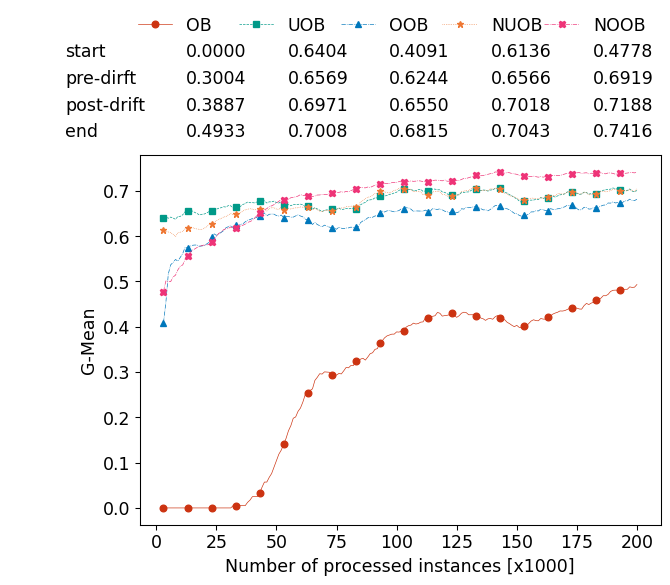 OB UOB OOB NUOB NOOB
start 0.0000 0.6404 0.4091 0.6136 0.4778
pre-dirft 0.3004 0.6569 0.6244 0.6566 0.6919
post-drift 0.3887 0.6971 0.6550 0.7018 0.7188
end 0.4933 0.7008 0.6815 0.7043 0.7416
0.7
0.6
0.5
0.4
0.3
0.2
0.1
0.0
G-Mean
0 25 50 75 100 125 150 175 200
Number of processed instances [x1000]